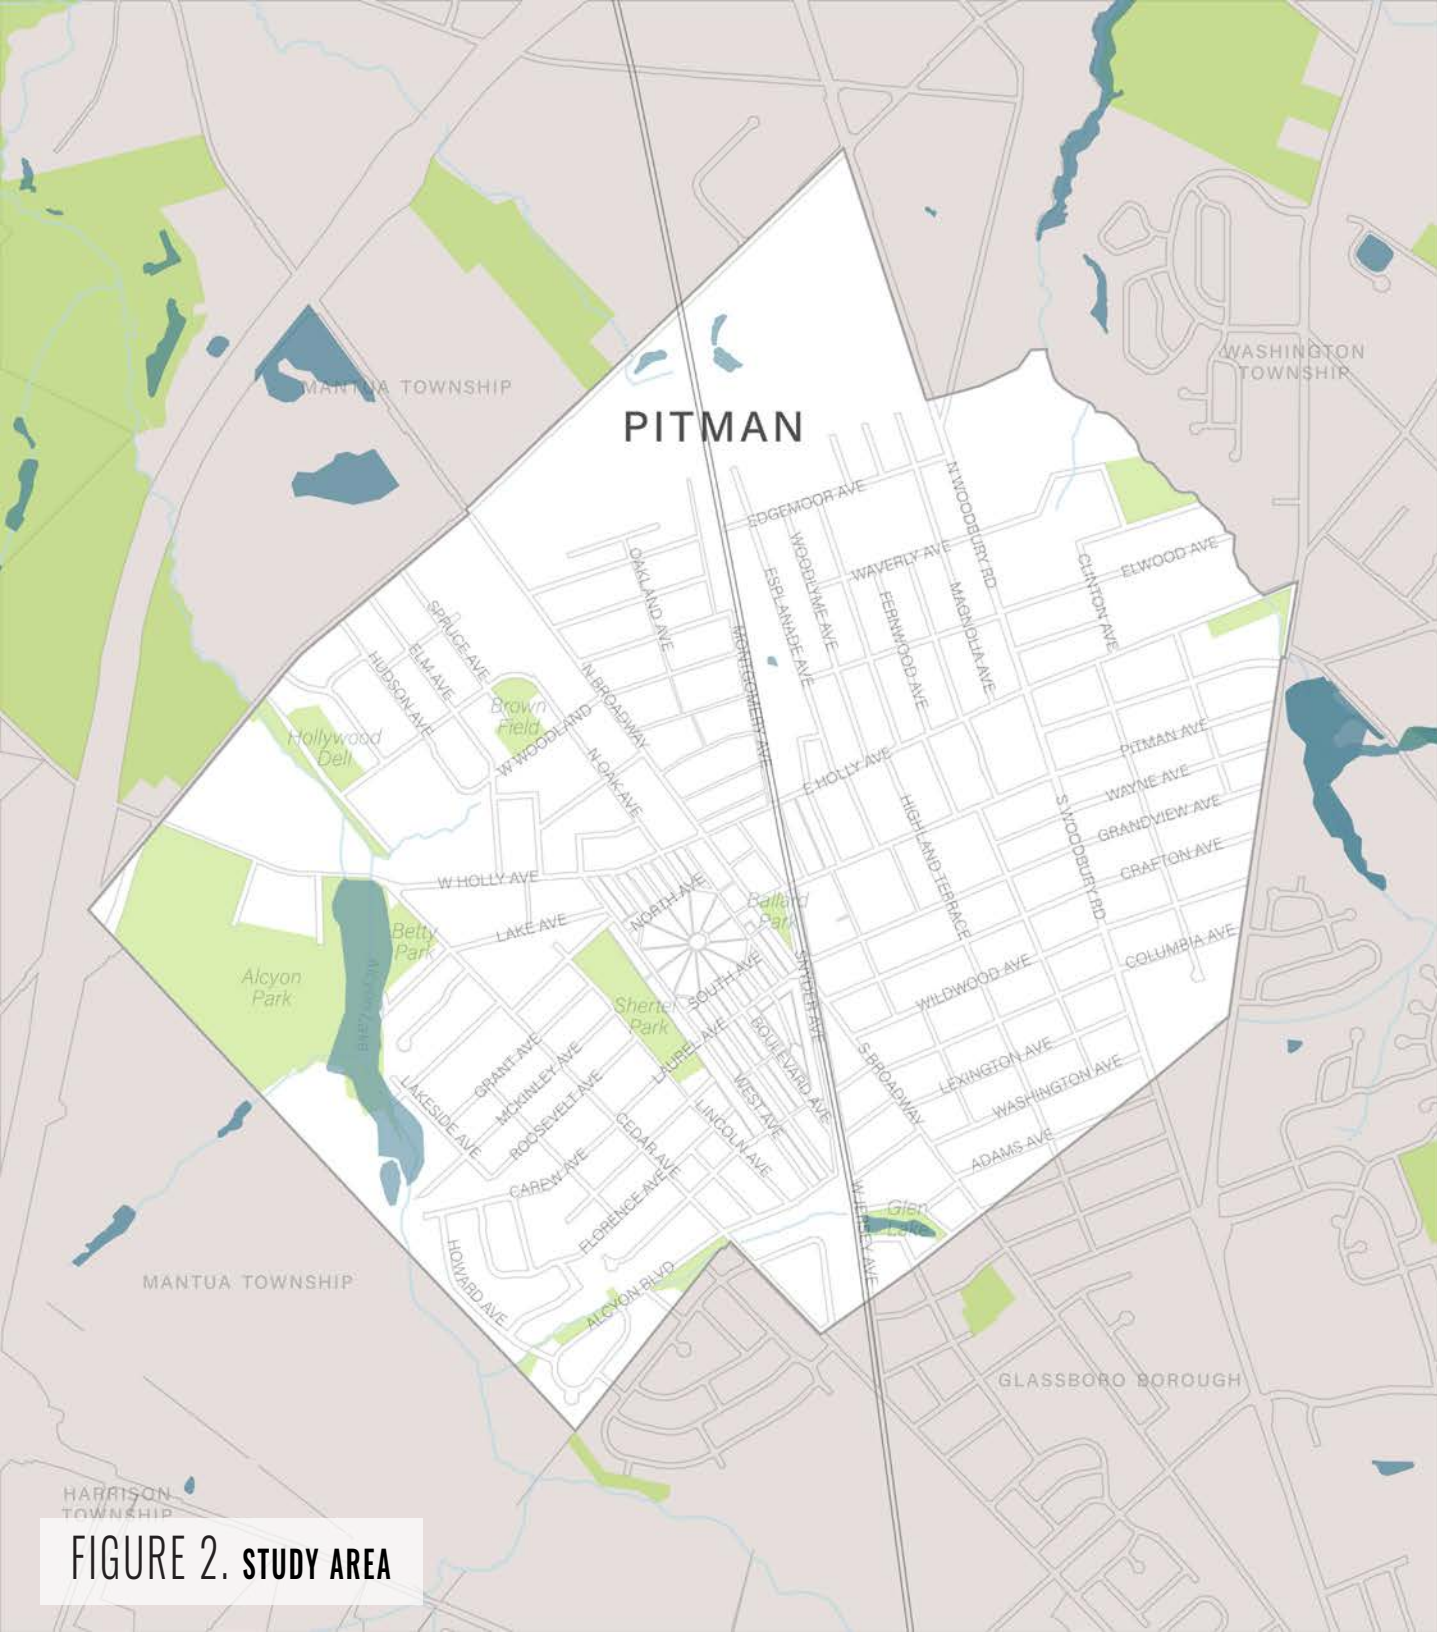 WASHINGTON
TOWNSHIP
MANTUA TOWNSHIP
PITMAN
EDGEMOOR AVE
N WOODBURY RD
WOODLYNE AVE
WAVERLY AVE
ELWOOD AVE
OAKLAND AVE
ESPLANADE AVE
CLINTON AVE
FERNWOOD AVE
MAGNOLIA AVE
SPRUCE AVE
ELM AVE
HUDSON AVE
MONTGOMERY AVE
N BROADWAY
Brown
Field
W WOODLAND
Hollywood
Dell
N OAK AVE
E HOLLY AVE
PITMAN AVE
WAYNE AVE
GRANDVIEW AVE
CRAFTON AVE
HIGHLAND TERRACE
S WOODBURY RD
W HOLLY AVE
NORTH AVE
Ballard
Park
LAKE AVE
Betty
Park
Alcyon
Park
Alcyon Lake
COLUMBIA AVE
WILDWOOD AVE
SOUTH AVE
SNYDER AVE
Sherter
Park
LAUREL AVE
BOULEVARD AVE
S BROADWAY
LEXINGTON AVE
WASHINGTON AVE
ADAMS AVE
GRANT AVE
MCKINLEY AVE
ROOSEVELT AVE
LAKESIDE AVE
CEDAR AVE
LINCOLN AVE
WEST AVE
CAREW AVE
FLORENCE AVE
W JERSEY AVE
Glen
Lake
HOWARD AVE
ALCYON BLVD
MANTUA TOWNSHIP
GLASSBORO BOROUGH
HARRISON
TOWNSHIP
FIGURE 2. STUDY AREA